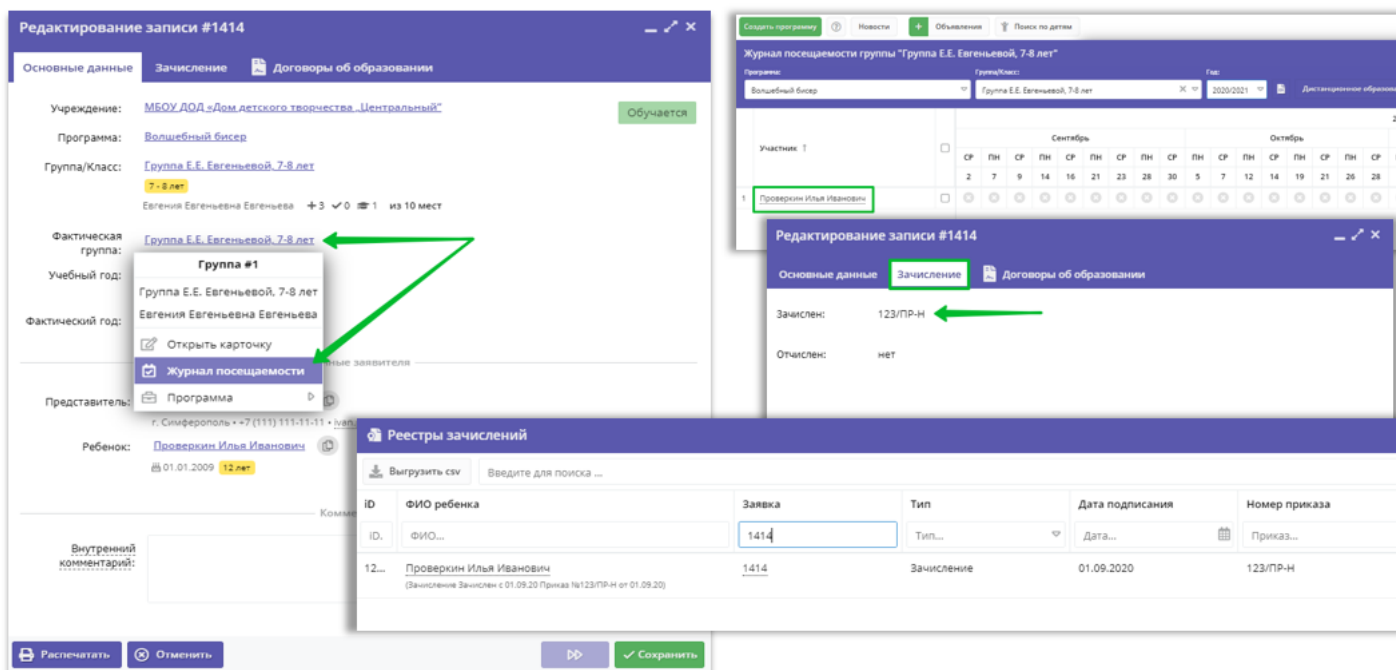 Редактирование записи #1414
Основные данные Зачисление Договоры об образовании
Учреждение: МБОУ ДОД «Дом детского творчества „Центральный“
Обучается
Программа: Волшебный бисер
Группа/Класс: Группа Е.Е. Евгеньевой, 7-8 лет
7 - 8 лет
Евгения Евгеньевна Евгеньева +3 ✓0 1 из 10 мест
Фактическая группа: Группа Е.Е. Евгеньевой, 7-8 лет
Учебный год:
Фактический год:
Группа #1
Группа Е.Е. Евгеньевой, 7-8 лет
Евгения Евгеньевна Евгеньева
Открыть карточку
Журнал посещаемости
Программа
ные заявителя
Представитель:
г. Симферополь • +7 (111) 111-11-11 • ivan
Ребенок: Проверкин Илья Иванович
01.01.2009 12 лет
Комме
Внутренний
комментарий:
Распечатать Отменить Сохранить
Создать программу ? Новости + Объявления Поиск по детям
Журнал посещаемости группы "Группа Е.Е. Евгеньевой, 7-8 лет"
Программа: Группа/Класс: Год:
Волшебный бисер Группа Е.Е. Евгеньевой, 7-8 лет X 2020/2021 Дистанционное образова
2
Участник Сентябрь Октябрь
СР ПН СР ПН СР ПН СР ПН СР ПН СР ПН СР ПН СР ПН СР
2 7 9 14 16 21 23 28 30 5 7 12 14 19 21 26 28
1 Проверкин Илья Иванович
Редактирование записи #1414
Основные данные Зачисление Договоры об образовании
Зачислен: 123/ПР-Н
Отчислен: нет
Реестры зачислений
Выгрузить csv Введите для поиска ...
iD ФИО ребенка Заявка Тип Дата подписания Номер приказа
iD. ФИО... 1414 Тип... Дата... Приказ...
12... Проверкин Илья Иванович 1414 Зачисление 01.09.2020 123/ПР-Н
(Зачисление Зачислен с 01.09.20 Приказ №123/ПР-Н от 01.09.20)